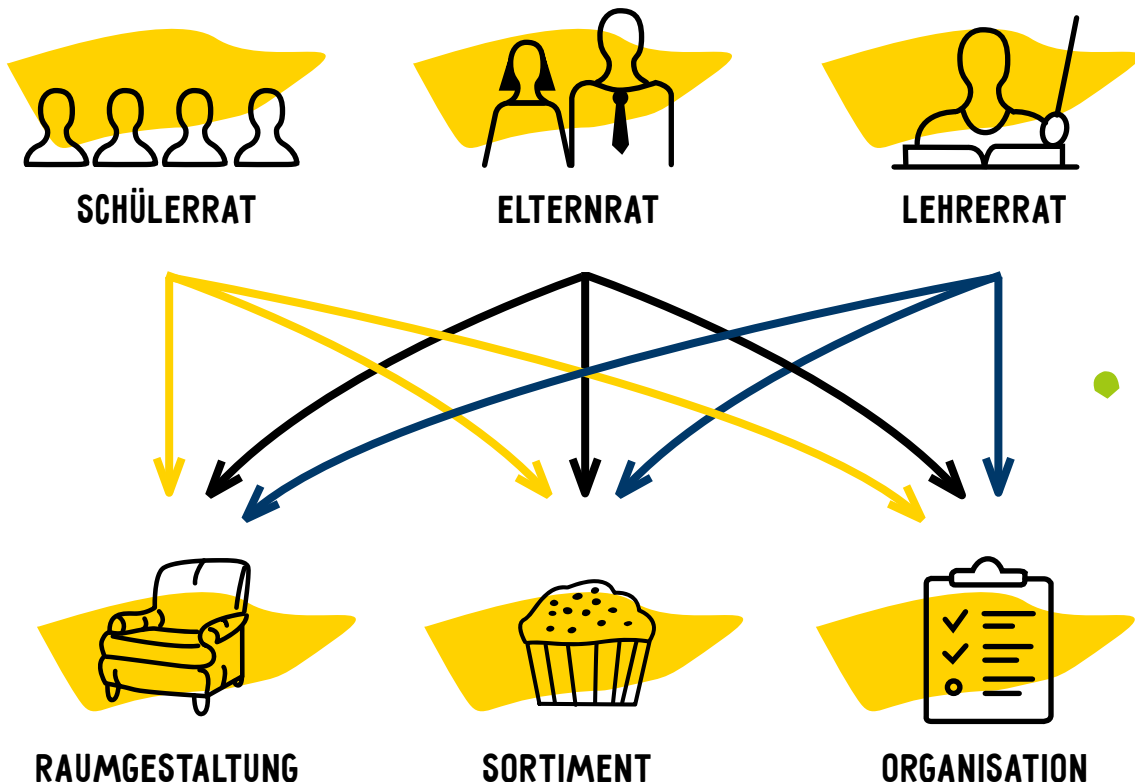 SCHÜLERRAT
ELTERNRAT
LEHRERRAT
RAUMGESTALTUNG
SORTIMENT
ORGANISATION